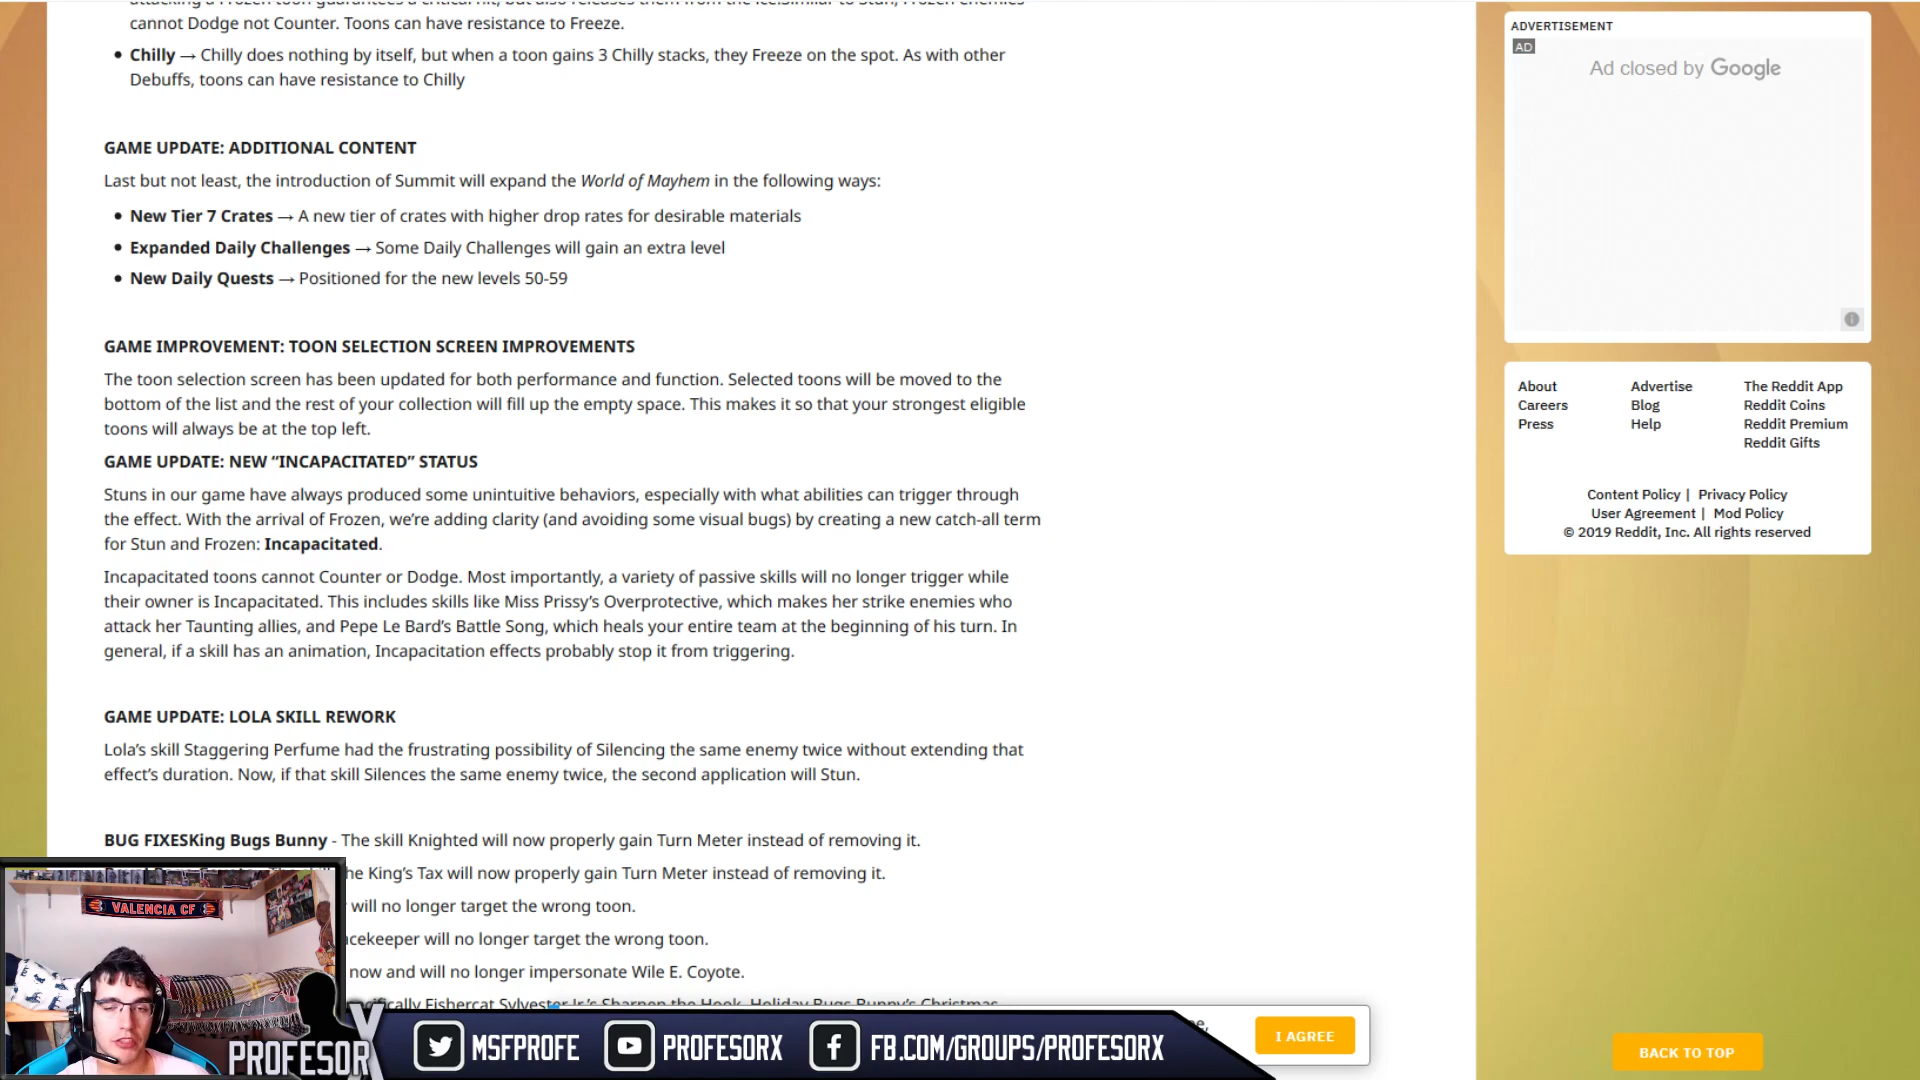 cannot Dodge not Counter. Toons can have resistance to Freeze.
• Chilly → Chilly does nothing by itself, but when a toon gains 3 Chilly stacks, they Freeze on the spot. As with other
Debuffs, toons can have resistance to Chilly
GAME UPDATE: ADDITIONAL CONTENT
Last but not least, the introduction of Summit will expand the World of Mayhem in the following ways:
• New Tier 7 Crates → A new tier of crates with higher drop rates for desirable materials
• Expanded Daily Challenges → Some Daily Challenges will gain an extra level
• New Daily Quests → Positioned for the new levels 50-59
GAME IMPROVEMENT: TOON SELECTION SCREEN IMPROVEMENTS
The toon selection screen has been updated for both performance and function. Selected toons will be moved to the
bottom of the list and the rest of your collection will fill up the empty space. This makes it so that your strongest eligible
toons will always be at the top left.
GAME UPDATE: NEW “INCAPACITATED” STATUS
Stuns in our game have always produced some unintuitive behaviors, especially with what abilities can trigger through
the effect. With the arrival of Frozen, we’re adding clarity (and avoiding some visual bugs) by creating a new catch-all term
for Stun and Frozen: Incapacitated.
Incapacitated toons cannot Counter or Dodge. Most importantly, a variety of passive skills will no longer trigger while
their owner is Incapacitated. This includes skills like Miss Prissy’s Overprotective, which makes her strike enemies who
attack her Taunting allies, and Pepe Le Bard’s Battle Song, which heals your entire team at the beginning of his turn. In
general, if a skill has an animation, Incapacitation effects probably stop it from triggering.
GAME UPDATE: LOLA SKILL REWORK
Lola’s skill Staggering Perfume had the frustrating possibility of Silencing the same enemy twice without extending that
effect’s duration. Now, if that skill Silences the same enemy twice, the second application will Stun.
BUG FIXESKing Bugs Bunny - The skill Knighted will now properly gain Turn Meter instead of removing it.
he King’s Tax will now properly gain Turn Meter instead of removing it.
will no longer target the wrong toon.
acekeeper will no longer target the wrong toon.
now and will no longer impersonate Wile E. Coyote.
Fishercat Sylvester Jr.’s Sharpen the Hook, Holiday Bugs Bunny’s Christmas
ADVERTISEMENT
AD
Ad closed by Google
About Advertise The Reddit App
Careers Blog Reddit Coins
Press Help Reddit Premium
Reddit Gifts
Content Policy | Privacy Policy
User Agreement | Mod Policy
© 2019 Reddit, Inc. All rights reserved
I AGREE
BACK TO TOP
VALENCIA CF
PROFESOR X
MSFPROFE
PROFESORX
FB.COM/GROUPS/PROFESORX